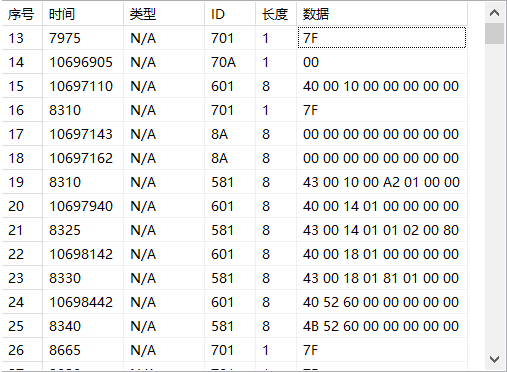 序号 时间 类型 ID 长度 数据
13 7975 N/A 701 1 7F
14 10696905 N/A 70A 1 00
15 10697110 N/A 601 8 40 00 10 00 00 00 00 00
16 8310 N/A 701 1 7F
17 10697143 N/A 8A 8 00 00 00 00 00 00 00 00
18 10697162 N/A 8A 8 00 00 00 00 00 00 00 00
19 8310 N/A 581 8 43 00 10 00 A2 01 00 00
20 10697940 N/A 601 8 40 00 14 01 00 00 00 00
21 8325 N/A 581 8 43 00 14 01 01 02 00 80
22 10698142 N/A 601 8 40 00 18 01 00 00 00 00
23 8330 N/A 581 8 43 00 18 01 81 01 00 00
24 10698442 N/A 601 8 40 52 60 00 00 00 00 00
25 8340 N/A 581 8 4B 52 60 00 00 00 00 00
26 8665 N/A 701 1 7F